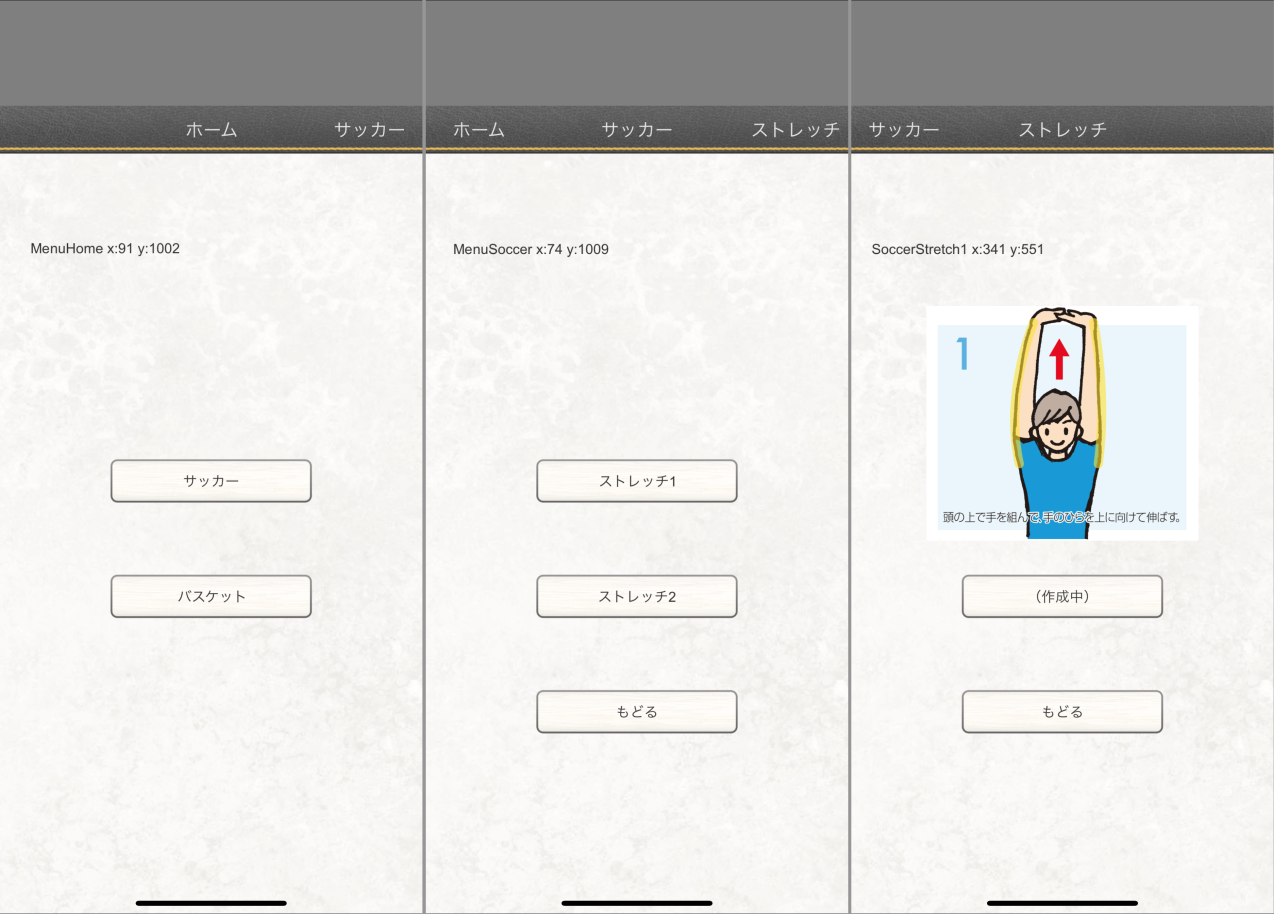 ホーム
サッカー
MenuHome x:91 y:1002
サッカー
バスケット
ホーム
サッカー
ストレッチ
MenuSoccer x:74 y:1009
ストレッチ1
ストレッチ2
もどる
サッカー
ストレッチ
SoccerStretch1 x:341 y:551
1
頭の上で手を組んで、手のひらを上に向けて伸ばす。
（作成中）
もどる